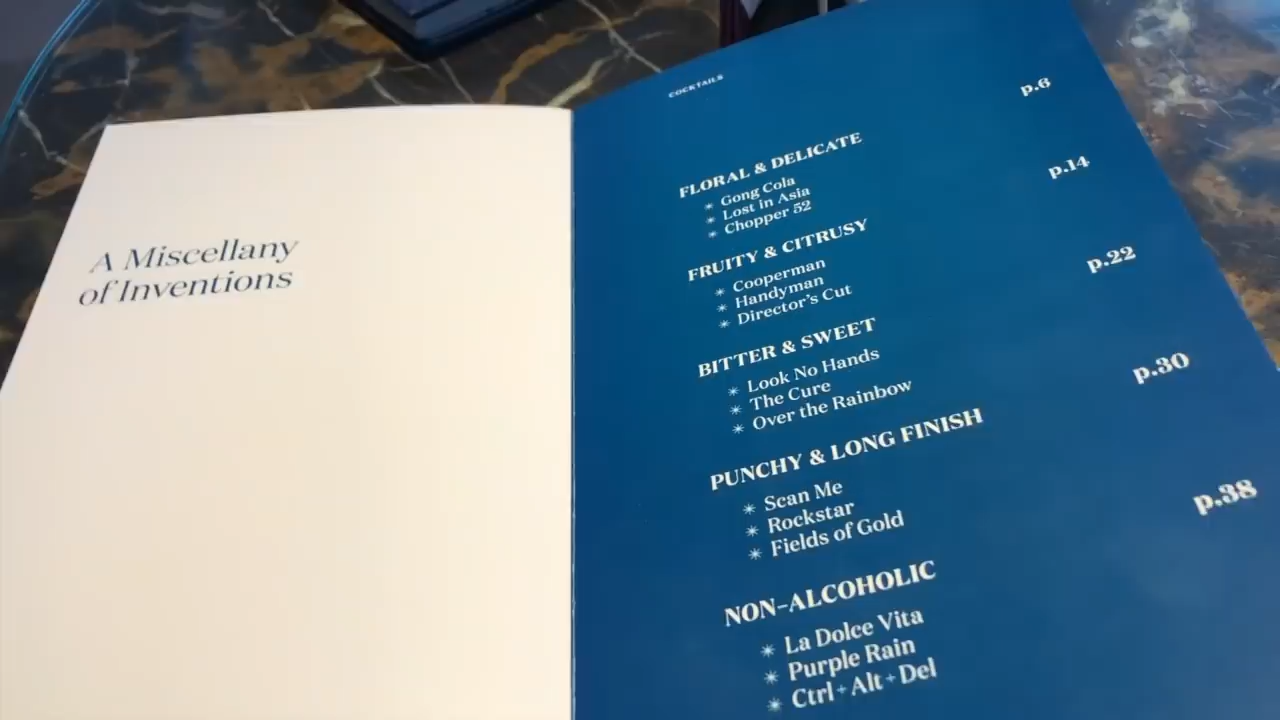 A Miscellany
of Inventions
COCKTAILS
FLORAL & DELICATE p.6
✴ Gong Cola
✴ Lost in Asia
✴ Chopper 52
FRUITY & CITRUSY p.14
✴ Cooperman
✴ Handyman
✴ Director's Cut
BITTER & SWEET p.22
✴ Look No Hands
✴ The Cure
✴ Over the Rainbow
PUNCHY & LONG FINISH p.30
✴ Scan Me
✴ Rockstar
✴ Fields of Gold
NON-ALCOHOLIC p.38
✴ La Dolce Vita
✴ Purple Rain
✴ Ctrl+Alt+Del